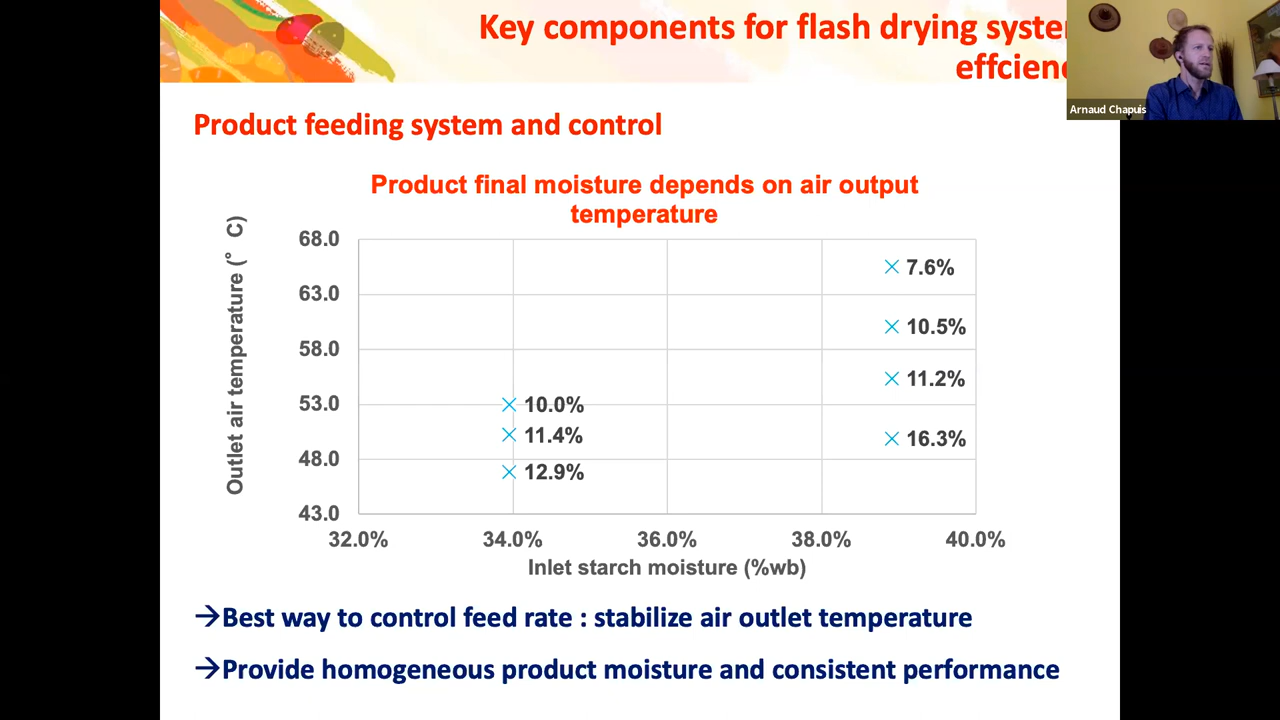 Key components for flash drying syste
effcien
Arnaud Chapuis
Product feeding system and control
Product final moisture depends on air output
temperature
Outlet air temperature (° C)
68.0
63.0
58.0
53.0
48.0
43.0
7.6%
10.5%
11.2%
16.3%
10.0%
11.4%
12.9%
32.0%
34.0%
36.0%
38.0%
40.0%
Inlet starch moisture (%wb)
→Best way to control feed rate : stabilize air outlet temperature
→Provide homogeneous product moisture and consistent performance